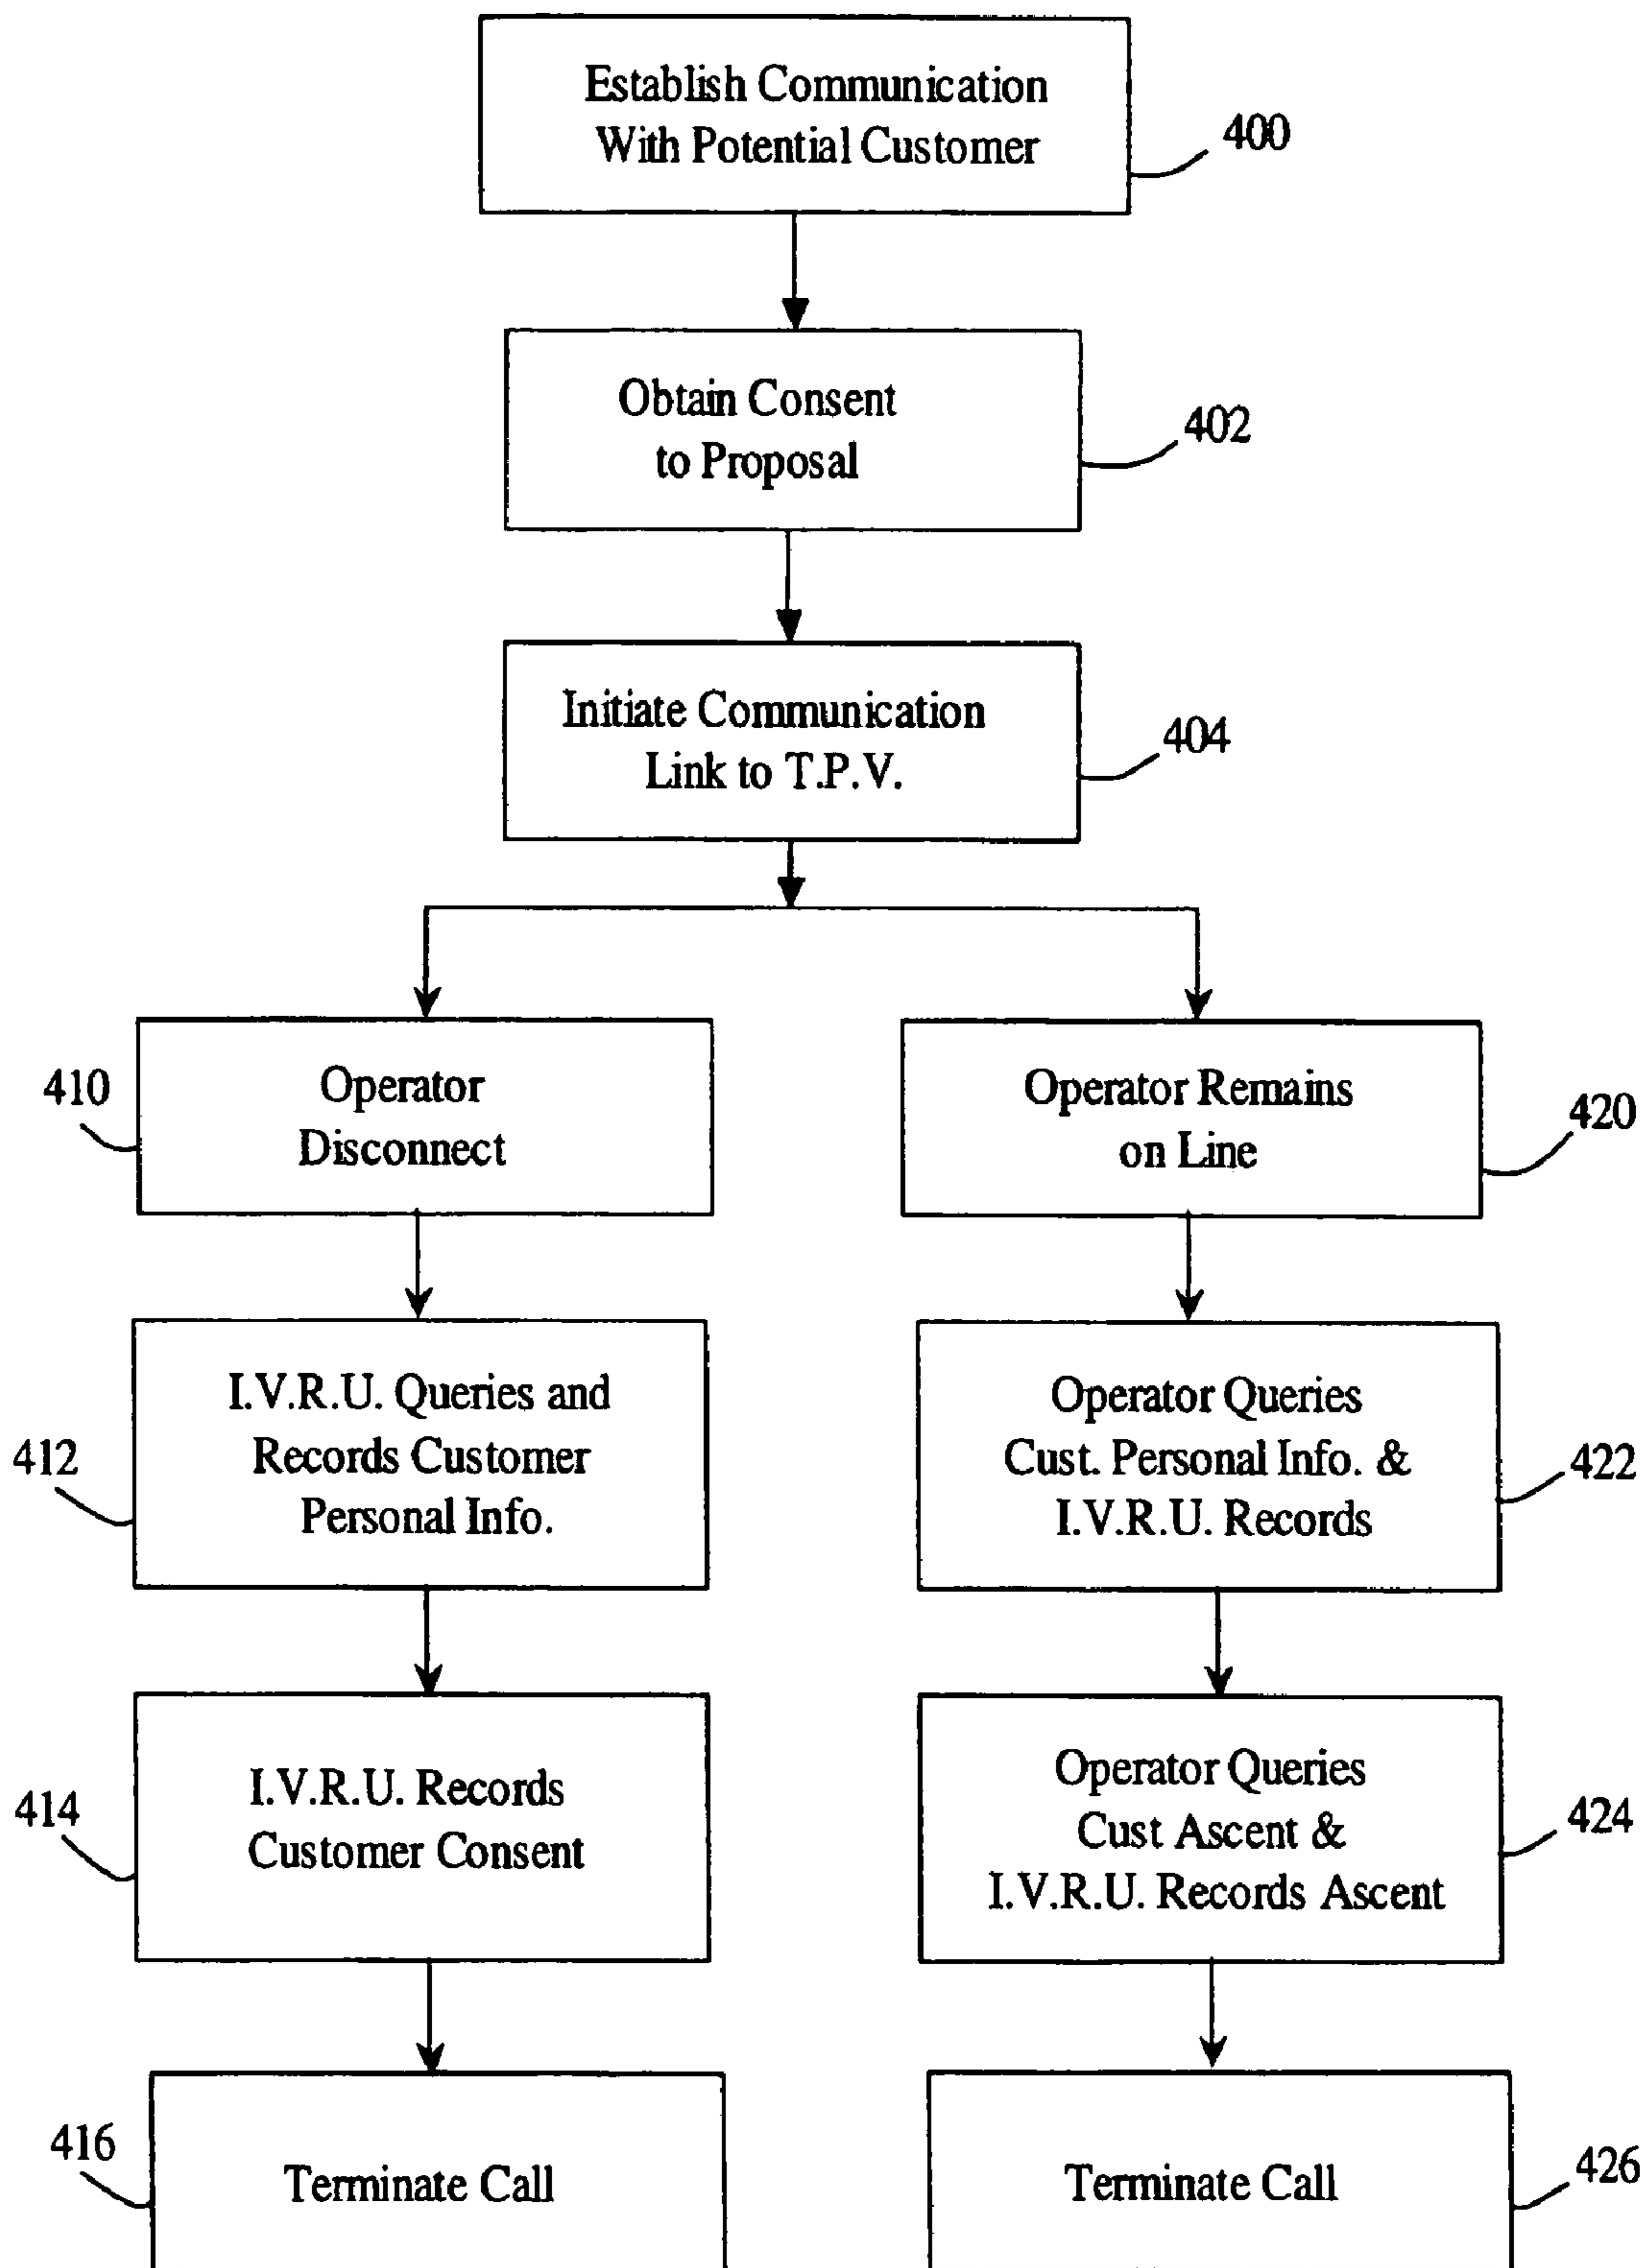 Establish Communication
With Potential Customer
400
Obtain Consent
to Proposal
402
Initiate Communication
Link to T.P.V.
404
410
Operator
Disconnect
Operator Remains
on Line
420
412
I.V.R.U. Queries and
Records Customer
Personal Info.
Operator Queries
Cust. Personal Info. &
I.V.R.U. Records
422
414
I.V.R.U. Records
Customer Consent
Operator Queries
Cust Ascent &
I.V.R.U. Records Ascent
424
416
Terminate Call
Terminate Call
426